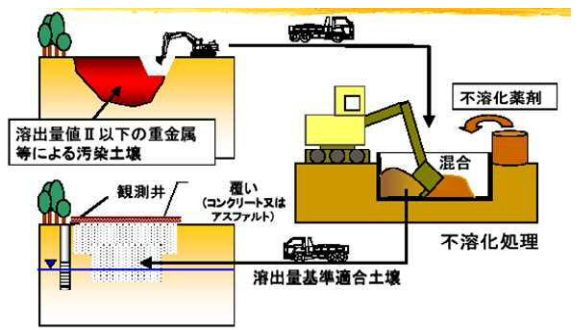 溶出量値Ⅱ以下の重金属
等による汚染土壌
不溶化薬剤
混合
不溶化処理
観測井
覆い
(コンクリート又は
アスファルト)
溶出量基準適合土壌